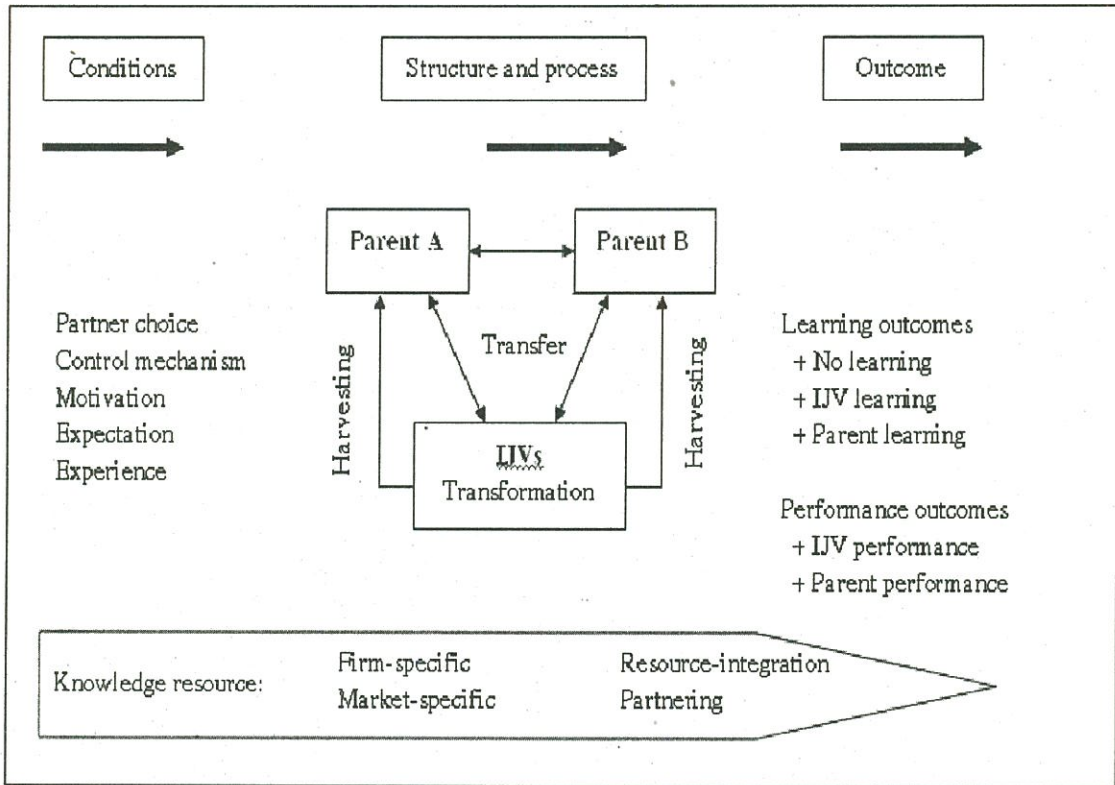 Conditions
Structure and process
Outcome
Parent A
Parent B
Partner choice
Control mechanism
Motivation
Expectation
Experience
Harvesting
Transfer
Harvesting
IJVs
Transformation
Learning outcomes
+ No learning
+ IJV learning
+ Parent learning
Performance outcomes
+ IJV performance
+ Parent performance
Knowledge resource:
Firm-specific
Market-specific
Resource-integration
Partnering